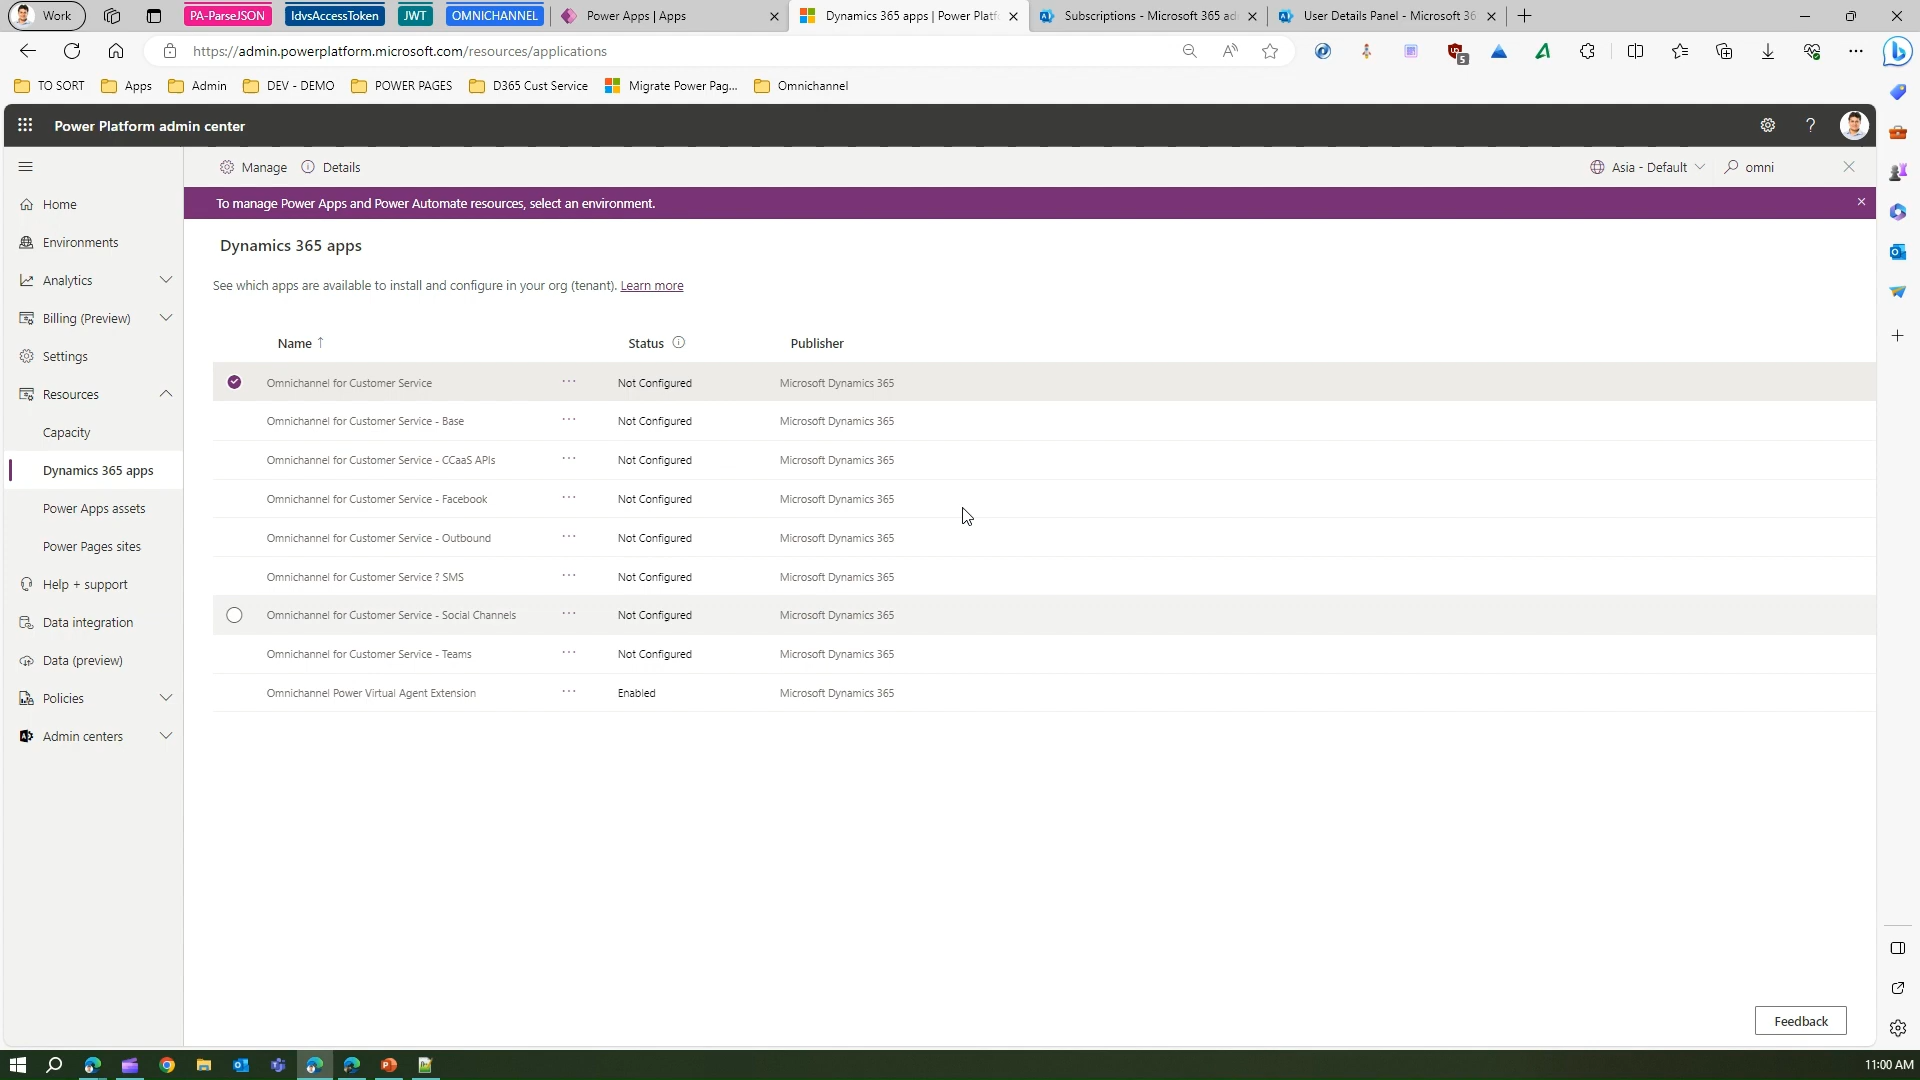 Work
PA-ParseJSON
IdvsAccessToken
JWT
OMNICHANNEL
Power Apps | Apps
Dynamics 365 apps | Power Platf
Subscriptions - Microsoft 365 ad
User Details Panel - Microsoft 36
https://admin.powerplatform.microsoft.com/resources/applications
5
TO SORT
Apps
Admin
DEV - DEMO
POWER PAGES
D365 Cust Service
Migrate Power Pag...
Omnichannel
Power Platform admin center
Manage
Details
Asia - Default
omni
To manage Power Apps and Power Automate resources, select an environment.
Home
Environments
Analytics
Billing (Preview)
Settings
Resources
Capacity
Dynamics 365 apps
Power Apps assets
Power Pages sites
Help + support
Data integration
Data (preview)
Policies
Admin centers
Dynamics 365 apps
See which apps are available to install and configure in your org (tenant). Learn more
Name ↑ Status Publisher
Omnichannel for Customer Service ··· Not Configured Microsoft Dynamics 365
Omnichannel for Customer Service - Base ··· Not Configured Microsoft Dynamics 365
Omnichannel for Customer Service - CCaaS APIs ··· Not Configured Microsoft Dynamics 365
Omnichannel for Customer Service - Facebook ··· Not Configured Microsoft Dynamics 365
Omnichannel for Customer Service - Outbound ··· Not Configured Microsoft Dynamics 365
Omnichannel for Customer Service ? SMS ··· Not Configured Microsoft Dynamics 365
Omnichannel for Customer Service - Social Channels ··· Not Configured Microsoft Dynamics 365
Omnichannel for Customer Service - Teams ··· Not Configured Microsoft Dynamics 365
Omnichannel Power Virtual Agent Extension ··· Enabled Microsoft Dynamics 365
Feedback
11:00 AM